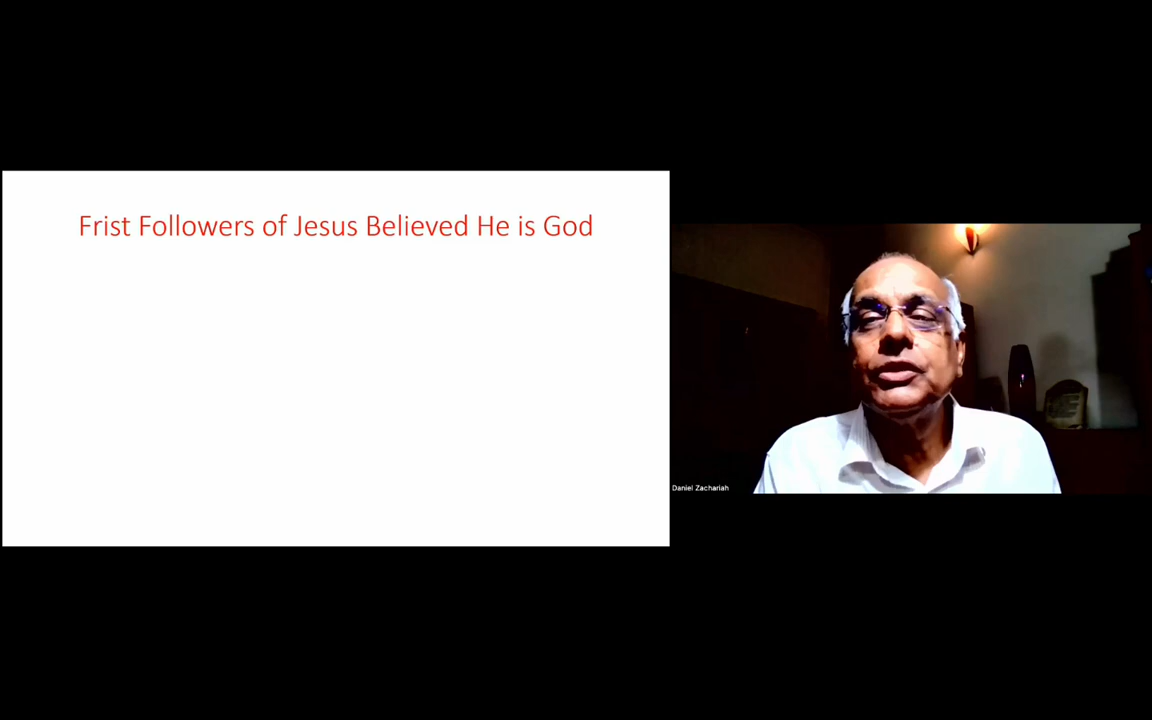 Frist Followers of Jesus Believed He is God
Daniel Zachariah